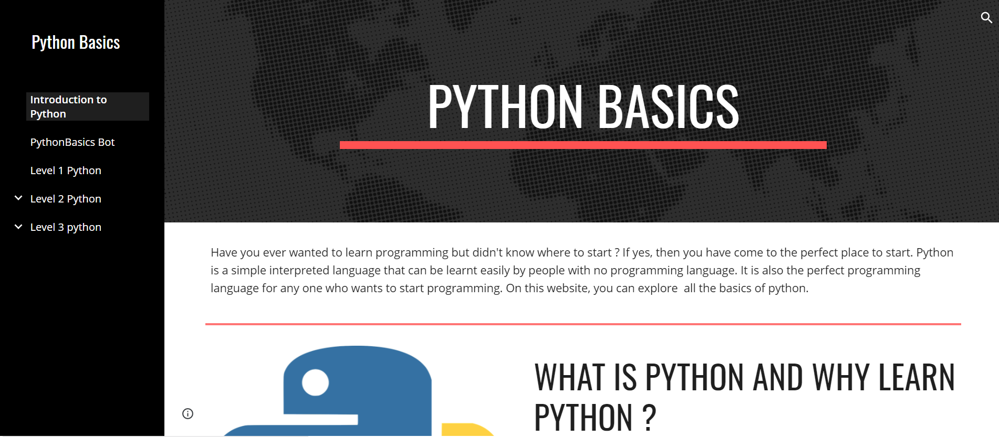 Python Basics
Introduction to
Python
PythonBasics Bot
Level 1 Python
Level 2 Python
Level 3 python
PYTHON BASICS
Have you ever wanted to learn programming but didn't know where to start ? If yes, then you have come to the perfect place to start. Python
is a simple interpreted language that can be learnt easily by people with no programming language. It is also the perfect programming
language for any one who wants to start programming. On this website, you can explore  all the basics of python.
WHAT IS PYTHON AND WHY LEARN
PYTHON ?